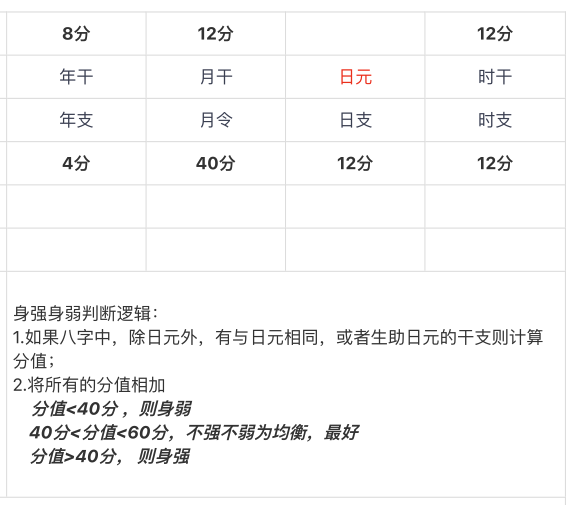 8分 12分 12分
年干 月干 日元 时干
年支 月令 日支 时支
4分 40分 12分 12分
身强身弱判断逻辑：
1.如果八字中，除日元外，有与日元相同，或者生助日元的干支则计算
分值；
2.将所有的分值相加
分值<40分 ，则身弱
40分<分值<60分，不强不弱为均衡，最好
分值>40分， 则身强